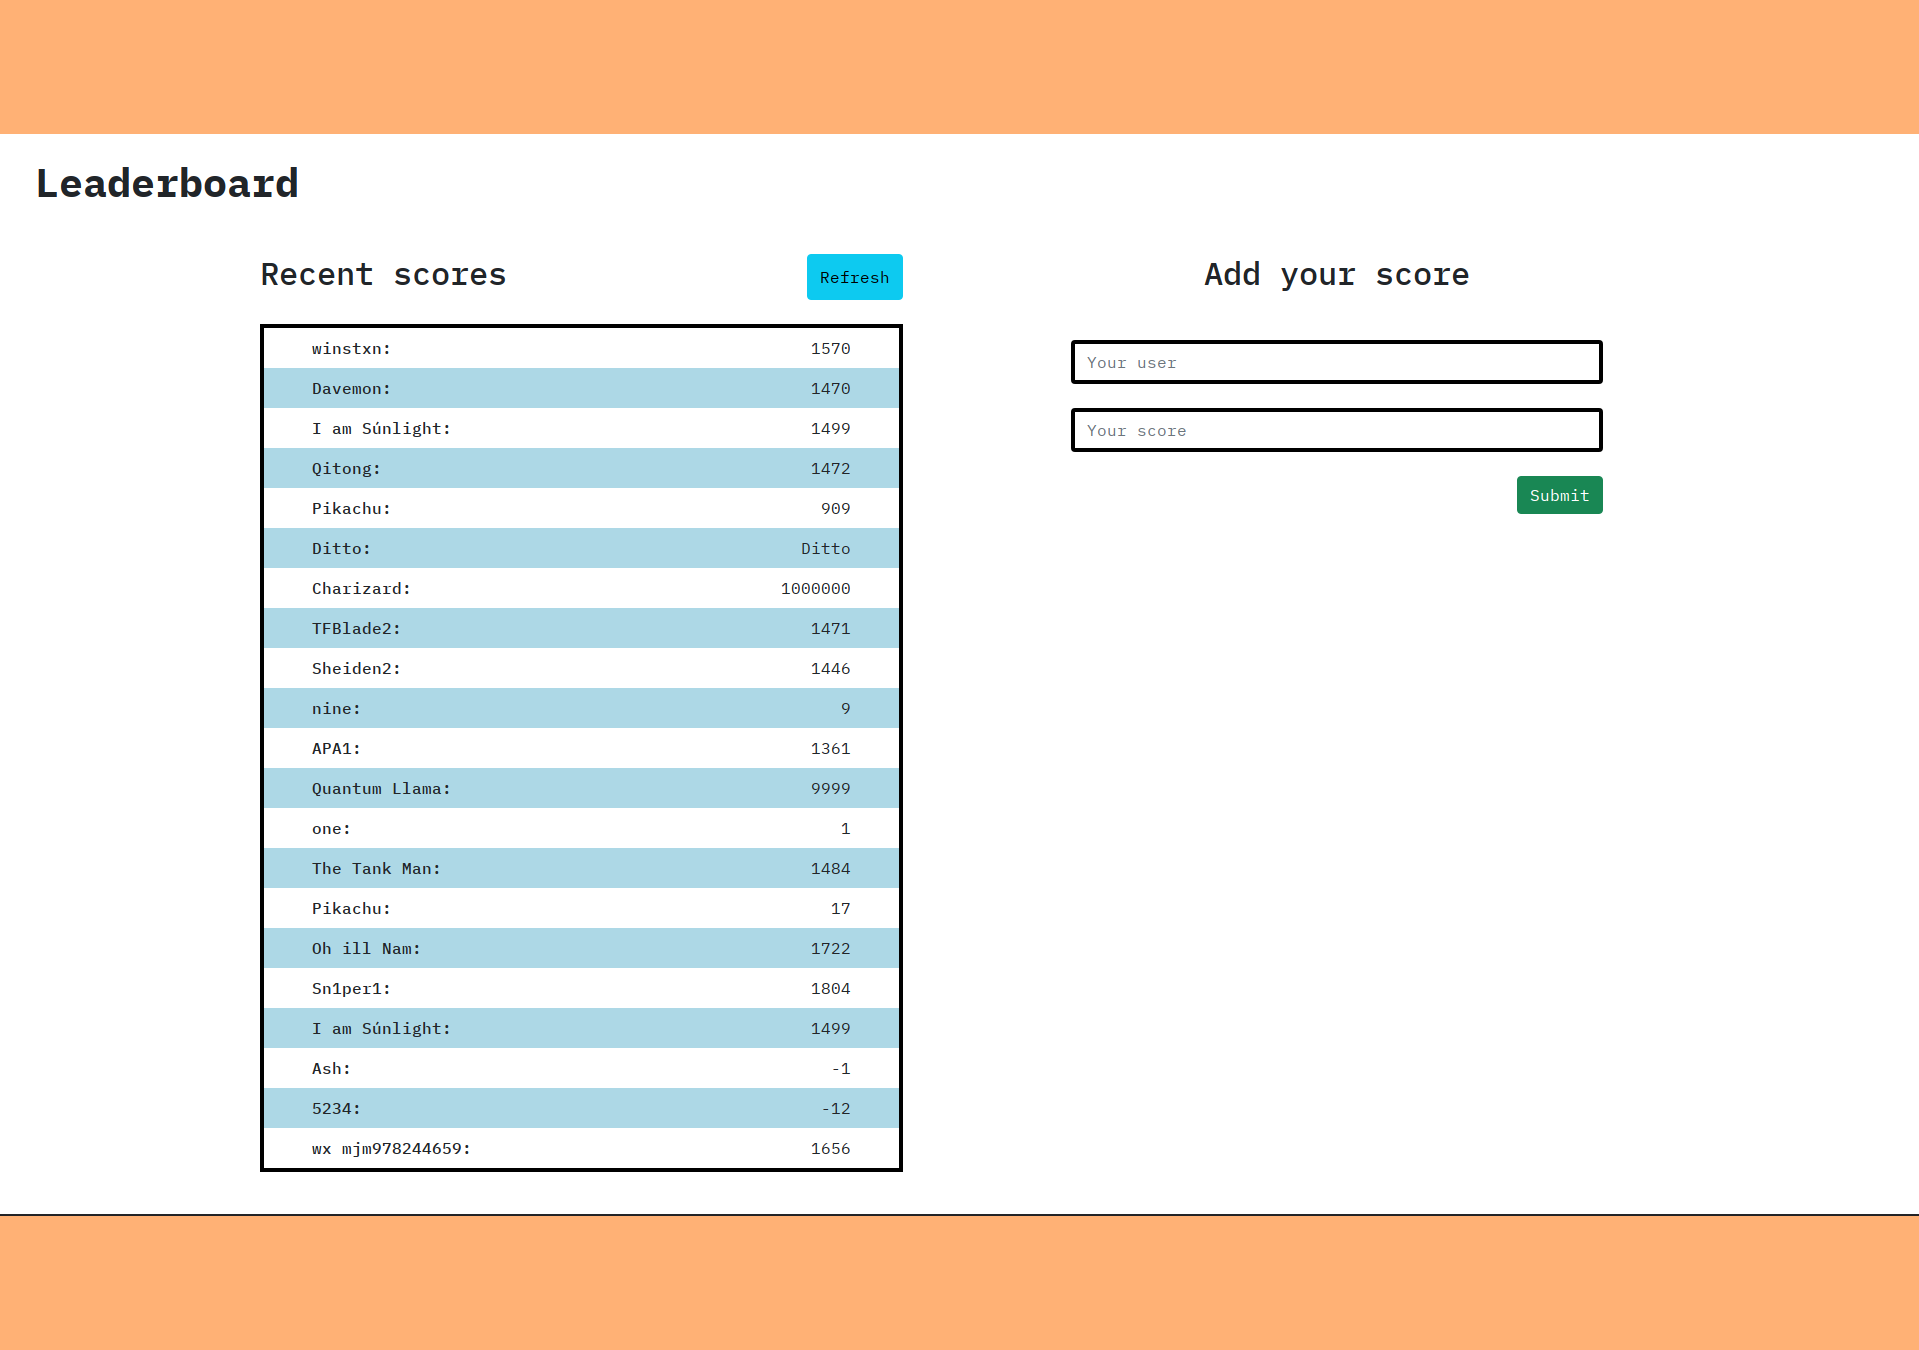 Leaderboard
Recent scores
Refresh
winstxn: 1570
Davemon: 1470
I am Súnlight: 1499
Qitong: 1472
Pikachu: 909
Ditto: Ditto
Charizard: 1000000
TFBlade2: 1471
Sheiden2: 1446
nine: 9
APA1: 1361
Quantum Llama: 9999
one: 1
The Tank Man: 1484
Pikachu: 17
Oh ill Nam: 1722
Sn1per1: 1804
I am Súnlight: 1499
Ash: -1
5234: -12
wx mjm978244659: 1656
Add your score
Your user
Your score
Submit